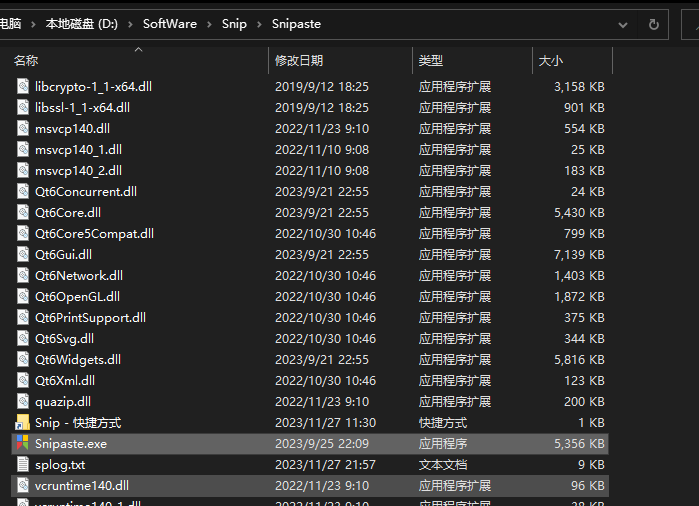 电脑 › 本地磁盘 (D:) › SoftWare › Snip › Snipaste
名称 修改日期 类型 大小
libcrypto-1_1-x64.dll 2019/9/12 18:25 应用程序扩展 3,158 KB
libssl-1_1-x64.dll 2019/9/12 18:25 应用程序扩展 901 KB
msvcp140.dll 2022/11/23 9:10 应用程序扩展 554 KB
msvcp140_1.dll 2022/11/10 9:08 应用程序扩展 25 KB
msvcp140_2.dll 2022/11/10 9:08 应用程序扩展 183 KB
Qt6Concurrent.dll 2023/9/21 22:55 应用程序扩展 24 KB
Qt6Core.dll 2023/9/21 22:55 应用程序扩展 5,430 KB
Qt6Core5Compat.dll 2022/10/30 10:46 应用程序扩展 799 KB
Qt6Gui.dll 2023/9/21 22:55 应用程序扩展 7,139 KB
Qt6Network.dll 2022/10/30 10:46 应用程序扩展 1,403 KB
Qt6OpenGL.dll 2022/10/30 10:46 应用程序扩展 1,872 KB
Qt6PrintSupport.dll 2022/10/30 10:46 应用程序扩展 375 KB
Qt6Svg.dll 2022/10/30 10:46 应用程序扩展 344 KB
Qt6Widgets.dll 2023/9/21 22:55 应用程序扩展 5,816 KB
Qt6Xml.dll 2022/10/30 10:46 应用程序扩展 123 KB
quazip.dll 2022/11/23 9:10 应用程序扩展 200 KB
Snip - 快捷方式 2023/11/27 11:30 快捷方式 1 KB
Snipaste.exe 2023/9/25 22:09 应用程序 5,356 KB
splog.txt 2023/11/27 21:57 文本文档 9 KB
vcruntime140.dll 2022/11/23 9:10 应用程序扩展 96 KB